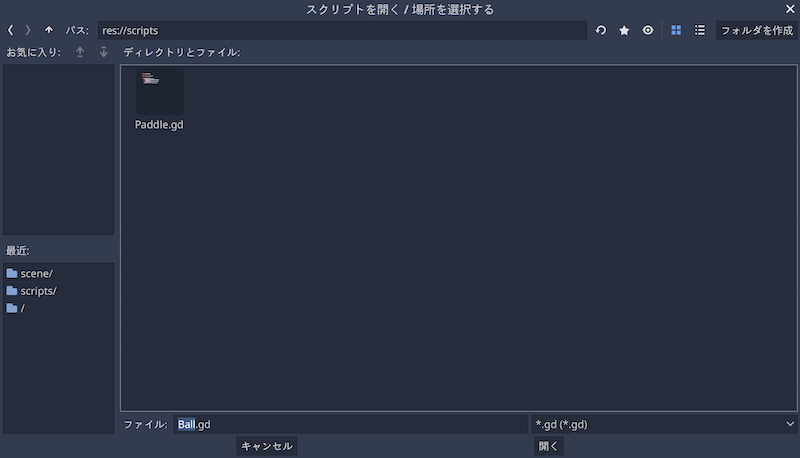 スクリプトを開く / 場所を選択する
パス: res://scripts フォルダを作成
お気に入り: ディレクトリとファイル:
Paddle.gd
最近:
scene/
scripts/
/
ファイル: Ball.gd *.gd (*.gd)
キャンセル 開く